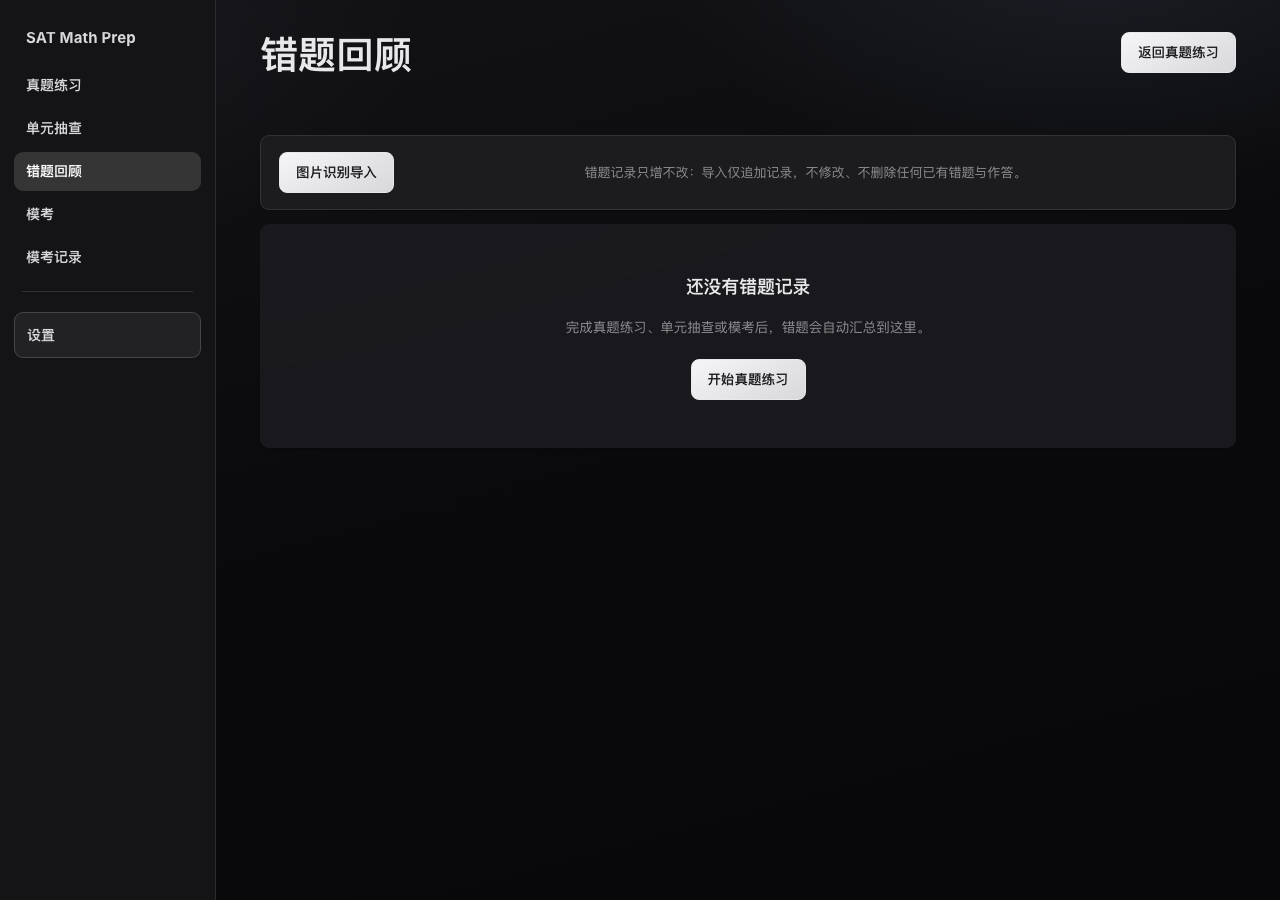 SAT Math Prep
真题练习
单元抽查
错题回顾
模考
模考记录
设置
错题回顾
返回真题练习
图片识别导入
错题记录只增不改：导入仅追加记录，不修改、不删除任何已有错题与作答。
还没有错题记录
完成真题练习、单元抽查或模考后，错题会自动汇总到这里。
开始真题练习